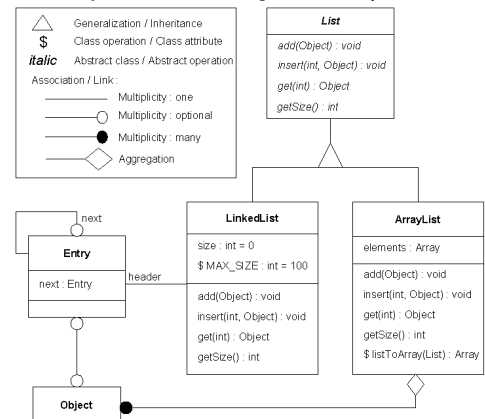 Generalization / Inheritance
$ Class operation / Class attribute
italic Abstract class / Abstract operation
Association / Link :
Multiplicity : one
Multiplicity : optional
Multiplicity : many
Aggregation
List
add(Object) : void
insert(int, Object) : void
get(int) : Object
getSize() : int
next
Entry
next : Entry
header
LinkedList
size : int = 0
$ MAX_SIZE : int = 100
add(Object) : void
insert(int, Object) : void
get(int) : Object
getSize() : int
ArrayList
elements : Array
add(Object) : void
insert(int, Object) : void
get(int) : Object
getSize() : int
$ listToArray(List) : Array
Object